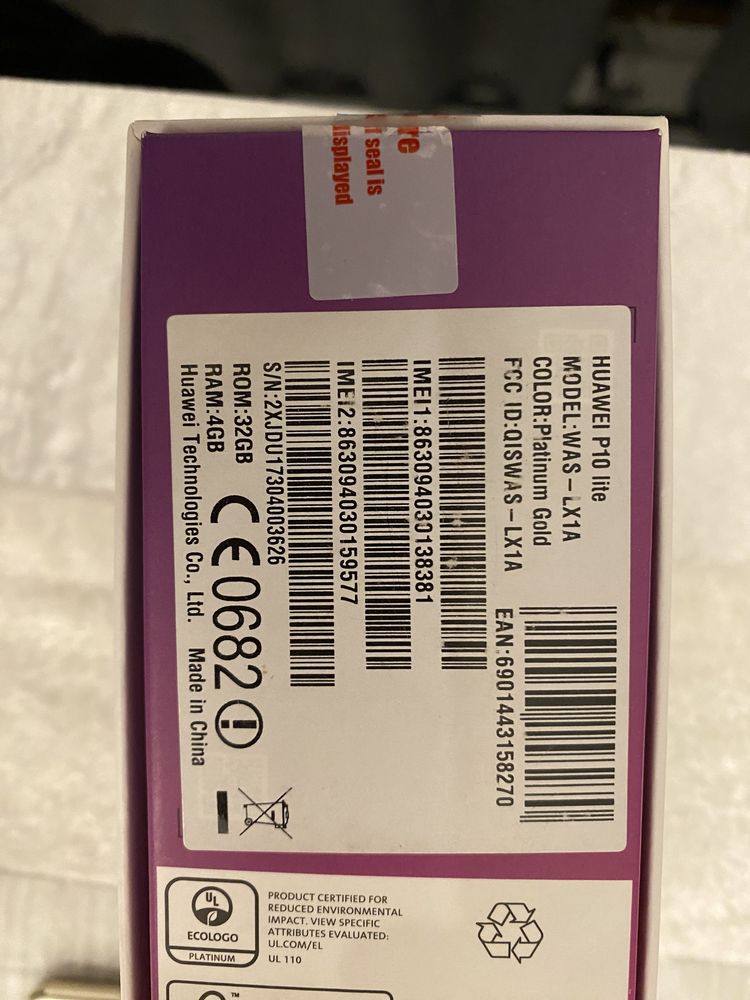 re
f seal is
displayed
HUAWEI P10 lite
MODEL:WAS-LX1A
COLOR:Platinum Gold
FCC ID:QISWAS-LX1A
EAN:6901443158270
IMEI1:863094030138381
IMEI2:863094030159577
S/N:2XJDU17304003626
ROM:32GB
RAM:4GB
CE0682
Huawei Technologies Co., Ltd. Made in China
UL
ECOLOGO
PLATINUM
PRODUCT CERTIFIED FOR
REDUCED ENVIRONMENTAL
IMPACT. VIEW SPECIFIC
ATTRIBUTES EVALUATED:
UL.COM/EL
UL 110
TM